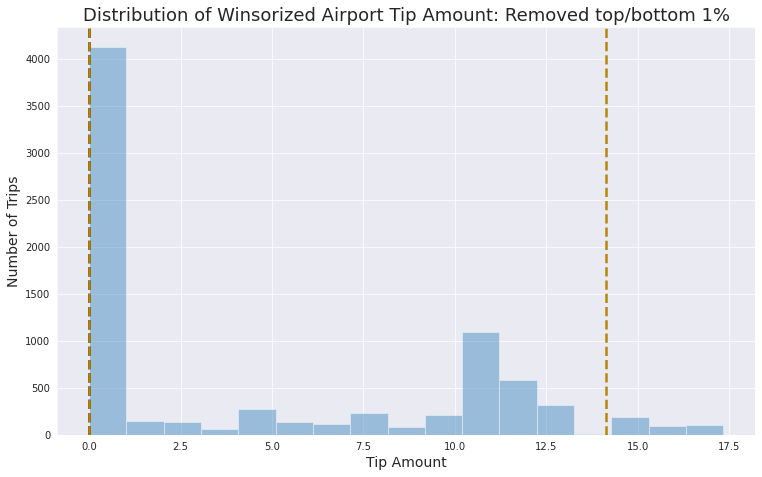 Distribution of Winsorized Airport Tip Amount: Removed top/bottom 1%
Number of Trips
4000
3500
3000
2500
2000
1500
1000
500
0
0.0 2.5 5.0 7.5 10.0 12.5 15.0 17.5
Tip Amount